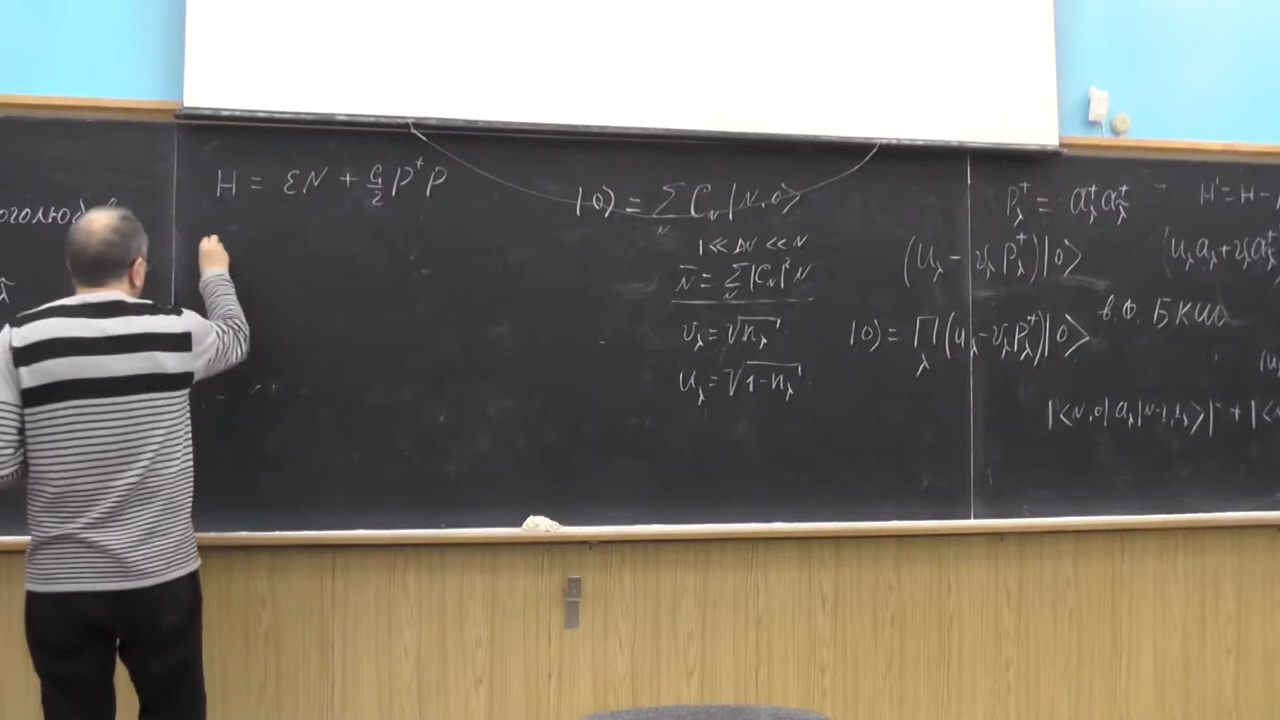 H = εN + G/2 P⁺P
|0) = Σ_N C_N |N,0⟩
1 << ΔN << N
N̄ = Σ_N |C_N|² N
v_λ = √n_λ
u_λ = √1-n_λ
P_λ⁺ = a_λ⁺ a_λ̃⁺
(u_λ - v_λ P_λ⁺)|0⟩
|0) = ∏_λ (u_λ - v_λ P_λ⁺)|0⟩
в.ф. БКШ
H' = H -
(u_λ a_λ + v_λ a_λ̃⁺
|⟨N,0| a_λ |N-1,1_λ⟩|² + |⟨N